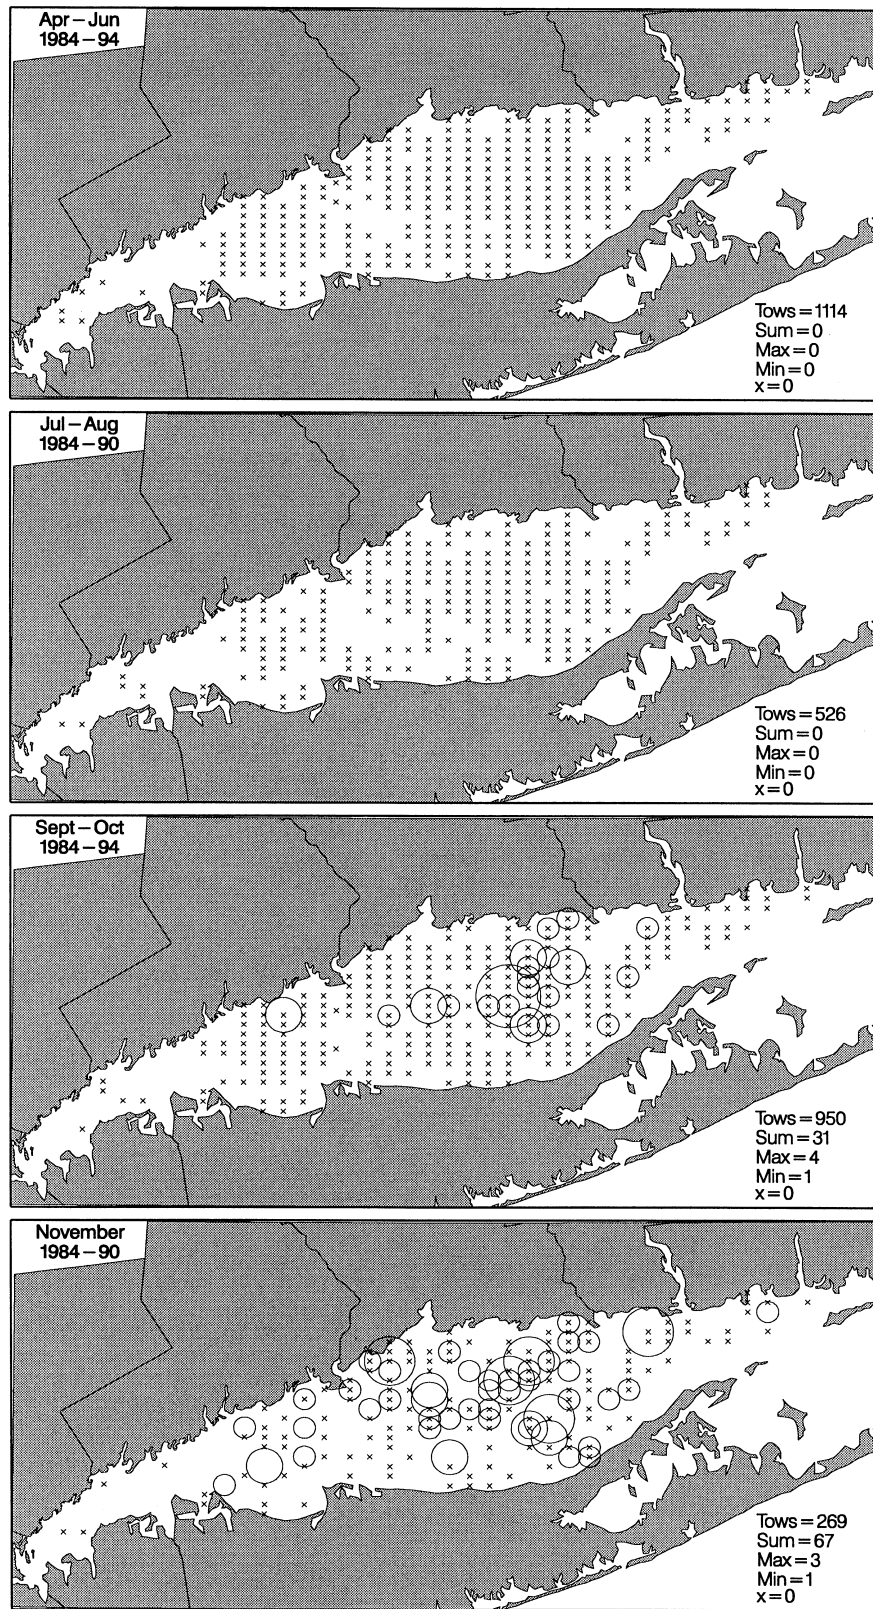 Apr – Jun
1984 – 94
Tows = 1114
Sum = 0
Max = 0
Min = 0
x = 0
Jul – Aug
1984 – 90
Tows = 526
Sum = 0
Max = 0
Min = 0
x = 0
Sept – Oct
1984 – 94
Tows = 950
Sum = 31
Max = 4
Min = 1
x = 0
November
1984 – 90
Tows = 269
Sum = 67
Max = 3
Min = 1
x = 0